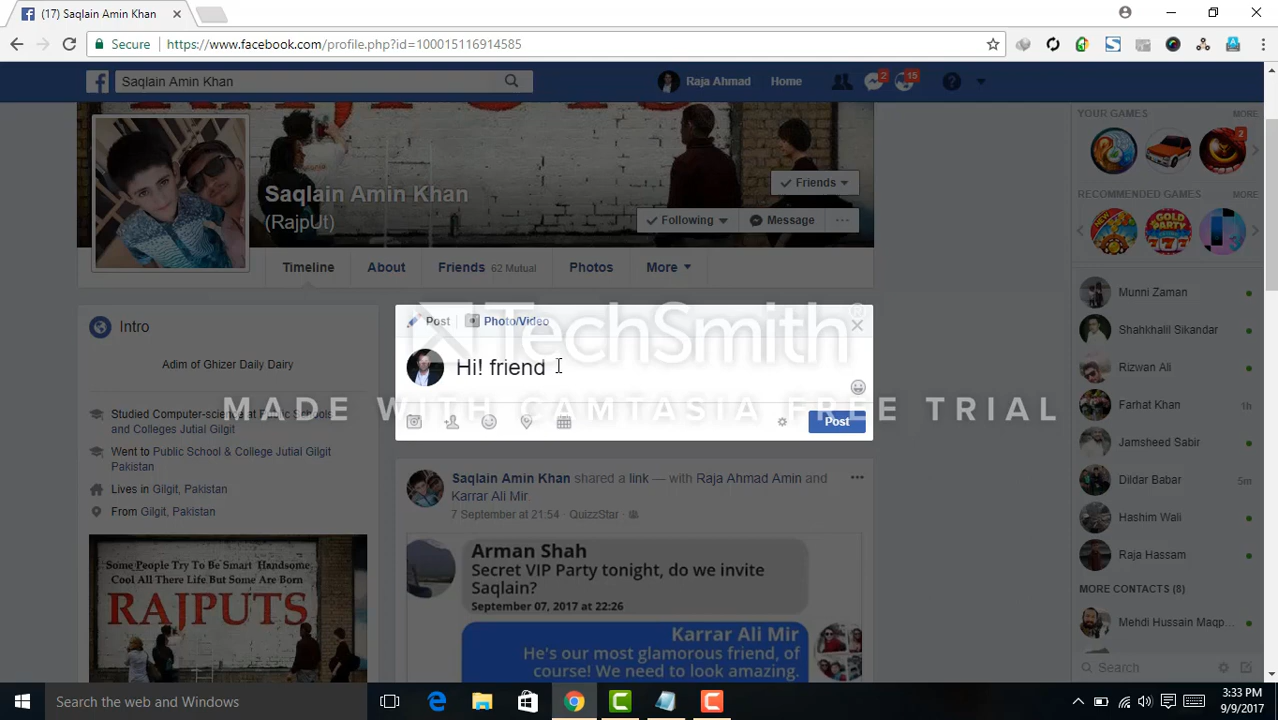 (17) Saqlain Amin Khan
Secure https://www.facebook.com/profile.php?id=100015116914585
Saqlain Amin Khan
Raja Ahmad Home 2 15
YOUR GAMES MORE
2
Saqlain Amin Khan
(RajpUt)
Friends
Following Message
RECOMMENDED GAMES MORE
NEW
GOLD PARTY 777
Timeline About Friends 62 Mutual Photos More
Munni Zaman
Shahkhalil Sikandar
Rizwan Ali
Farhat Khan 1h
Jamsheed Sabir
Dildar Babar 5m
Hashim Wali
Raja Hassam
MORE CONTACTS (8)
Mehdi Hussain Maqp...
Search
Intro
Adim of Ghizer Daily Dairy
Studied Computer-science at Public Schools and Colleges Jutial Gilgit
Went to Public School & College Jutial Gilgit Pakistan
Lives in Gilgit, Pakistan
From Gilgit, Pakistan
Some People Try To Be Smart Handsome
Cool All There Life But Some Are Born
RAJPUTS
Post Photo/Video
TechSmith®
Hi! friend
MADE WITH CAMTASIA FREE TRIAL
Post
Saqlain Amin Khan shared a link — with Raja Ahmad Amin and
Karrar Ali Mir.
7 September at 21:54 · QuizzStar ·
Arman Shah
Secret VIP Party tonight, do we invite
Saqlain?
September 07, 2017 at 22:26
Karrar Ali Mir
He's our most glamorous friend, of
course! We need to look amazing.
Search the web and Windows
3:33 PM
9/9/2017